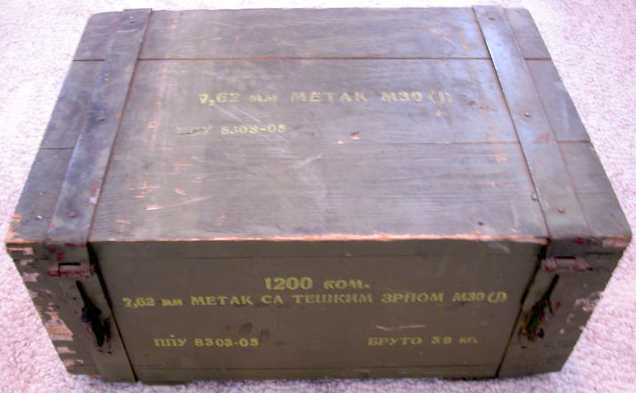 7,62 мм МЕТАК М30 (J)
ППУ 8303-05
1200 КОМ.
7,62 мм МЕТАК СА ТЕШКИМ ЗРНОМ М30 (J)
ППУ 8303-05
БРУТО 39 КГ.